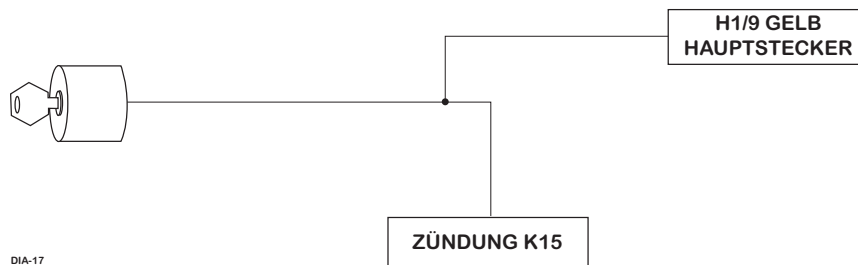 H1/9 GELB
HAUPTSTECKER
ZÜNDUNG K15
DIA-17